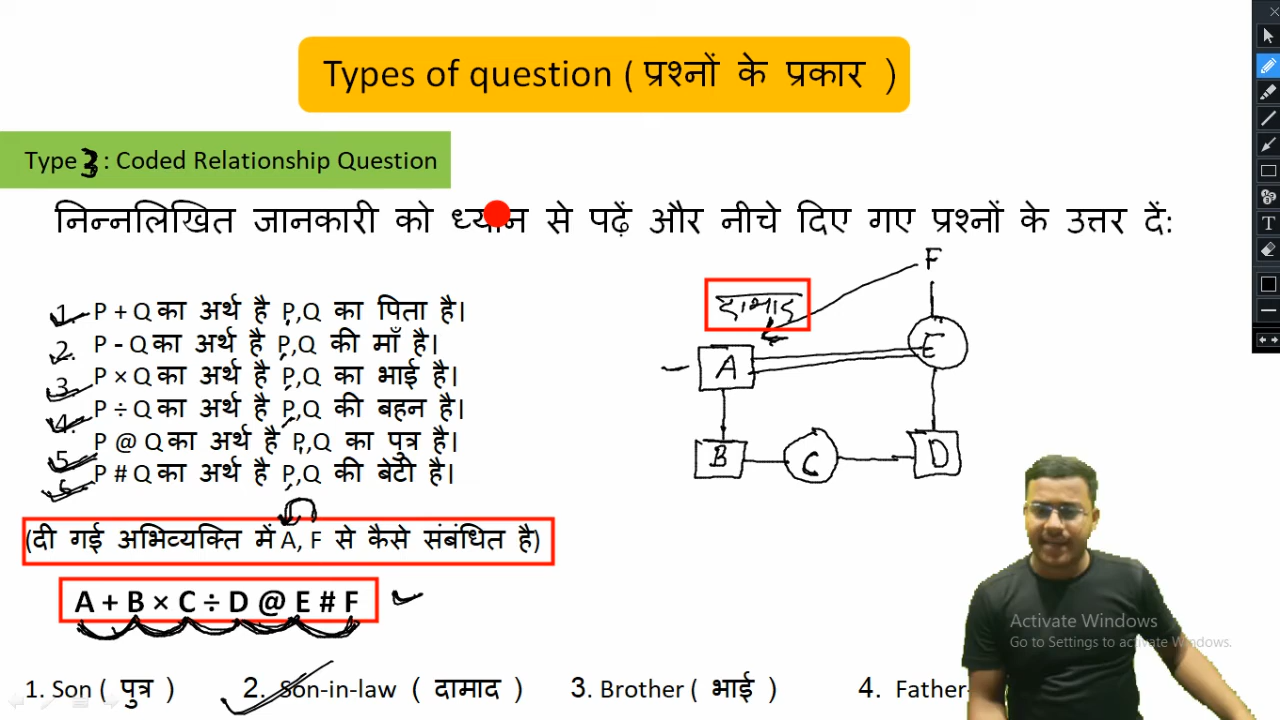 Types of question ( प्रश्नों के प्रकार )
Type 3 : Coded Relationship Question
निन्नलिखित जानकारी को ध्यान से पढ़ें और नीचे दिए गए प्रश्नों के उत्तर दें:
1. P + Q का अर्थ है P,Q का पिता है।
2. P - Q का अर्थ है P,Q की माँ है।
3. P × Q का अर्थ है P,Q का भाई है।
4. P ÷ Q का अर्थ है P,Q की बहन है।
5. P @ Q का अर्थ है P,Q का पुत्र है।
6. P # Q का अर्थ है P,Q की बेटी है।
(दी गई अभिव्यक्ति में A, F से कैसे संबंधित है)
A + B × C ÷ D @ E # F
1. Son ( पुत्र )
2. Son-in-law ( दामाद )
3. Brother ( भाई )
4. Father-
F
दामाद
A
E
B
C
D
Activate Windows
Go to Settings to activate Windows.
T